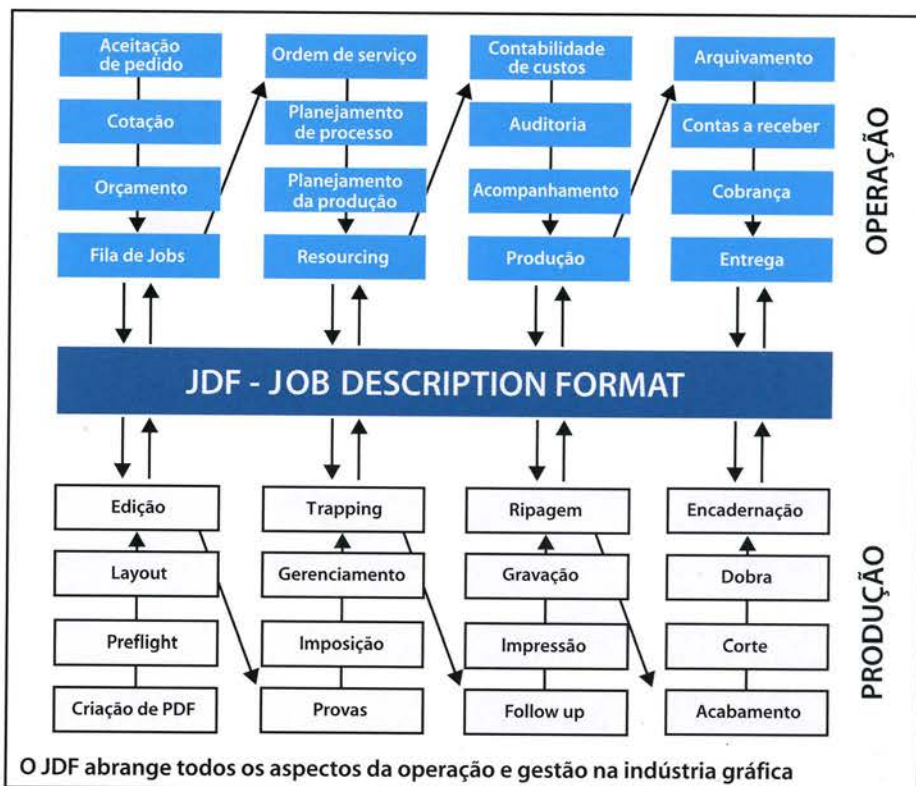 Aceitação
de pedido
Cotação
Orçamento
Fila de Jobs
Ordem de serviço
Planejamento
de processo
Planejamento
da produção
Resourcing
Contabilidade
de custos
Auditoria
Acompanhamento
Produção
Arquivamento
Contas a receber
Cobrança
Entrega
OPERAÇÃO
JDF - JOB DESCRIPTION FORMAT
Edição
Layout
Preflight
Criação de PDF
Trapping
Gerenciamento
Imposição
Provas
Ripagem
Gravação
Impressão
Follow up
Encadernação
Dobra
Corte
Acabamento
PRODUÇÃO
O JDF abrange todos os aspectos da operação e gestão na indústria gráfica